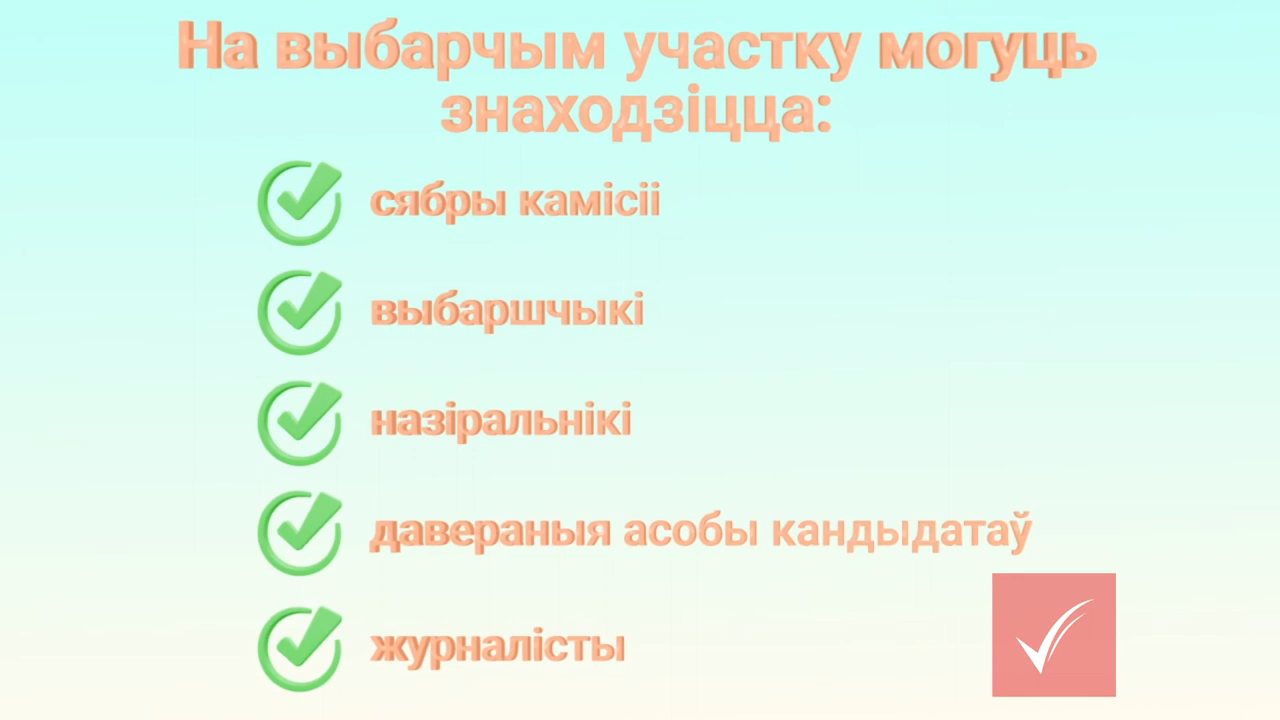 На выбарчым участку могуць
знаходзіцца:
сябры камісіі
выбаршчыкі
назіральнікі
давераныя асобы кандыдатаў
журналісты